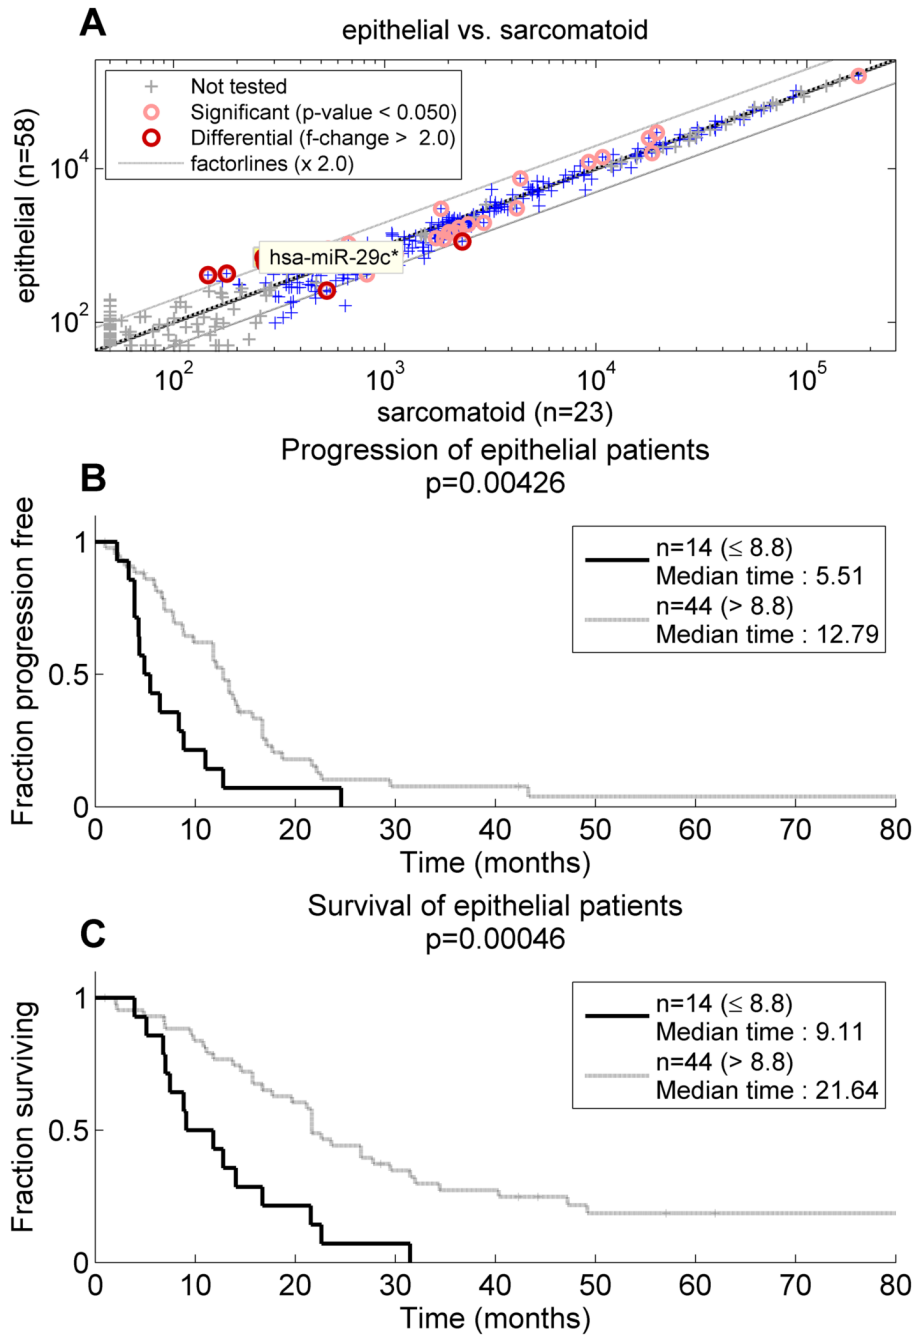 A
epithelial vs. sarcomatoid
Not tested
Significant (p-value < 0.050)
Differential (f-change > 2.0)
factorlines (x 2.0)
hsa-miR-29c*
epithelial (n=58)
10^4
10^2
10^2 10^3 10^4 10^5
sarcomatoid (n=23)
B
Progression of epithelial patients
p=0.00426
n=14 (≤ 8.8)
Median time : 5.51
n=44 (> 8.8)
Median time : 12.79
Fraction progression free
1
0.5
0
0 10 20 30 40 50 60 70 80
Time (months)
C
Survival of epithelial patients
p=0.00046
n=14 (≤ 8.8)
Median time : 9.11
n=44 (> 8.8)
Median time : 21.64
Fraction surviving
1
0.5
0
0 10 20 30 40 50 60 70 80
Time (months)